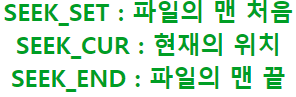 SEEK_SET : 파일의 맨 처음
SEEK_CUR : 현재의 위치
SEEK_END : 파일의 맨 끝